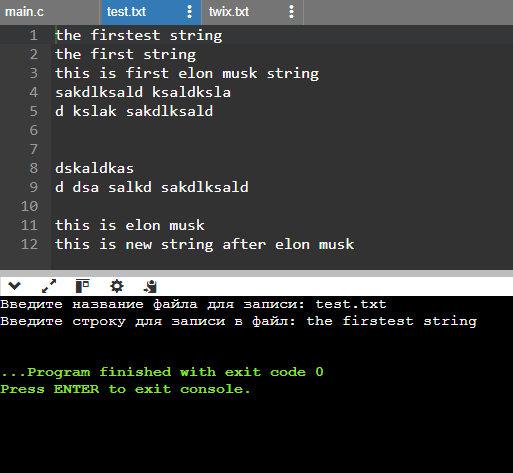 main.c test.txt twix.txt
1 the firstest string
2 the first string
3 this is first elon musk string
4 sakdlksald ksaldksla
5 d kslak sakdlksald
6
7
8 dskaldkas
9 d dsa salkd sakdlksald
10
11 this is elon musk
12 this is new string after elon musk
Введите название файла для записи: test.txt
Введите строку для записи в файл: the firstest string
...Program finished with exit code 0
Press ENTER to exit console.